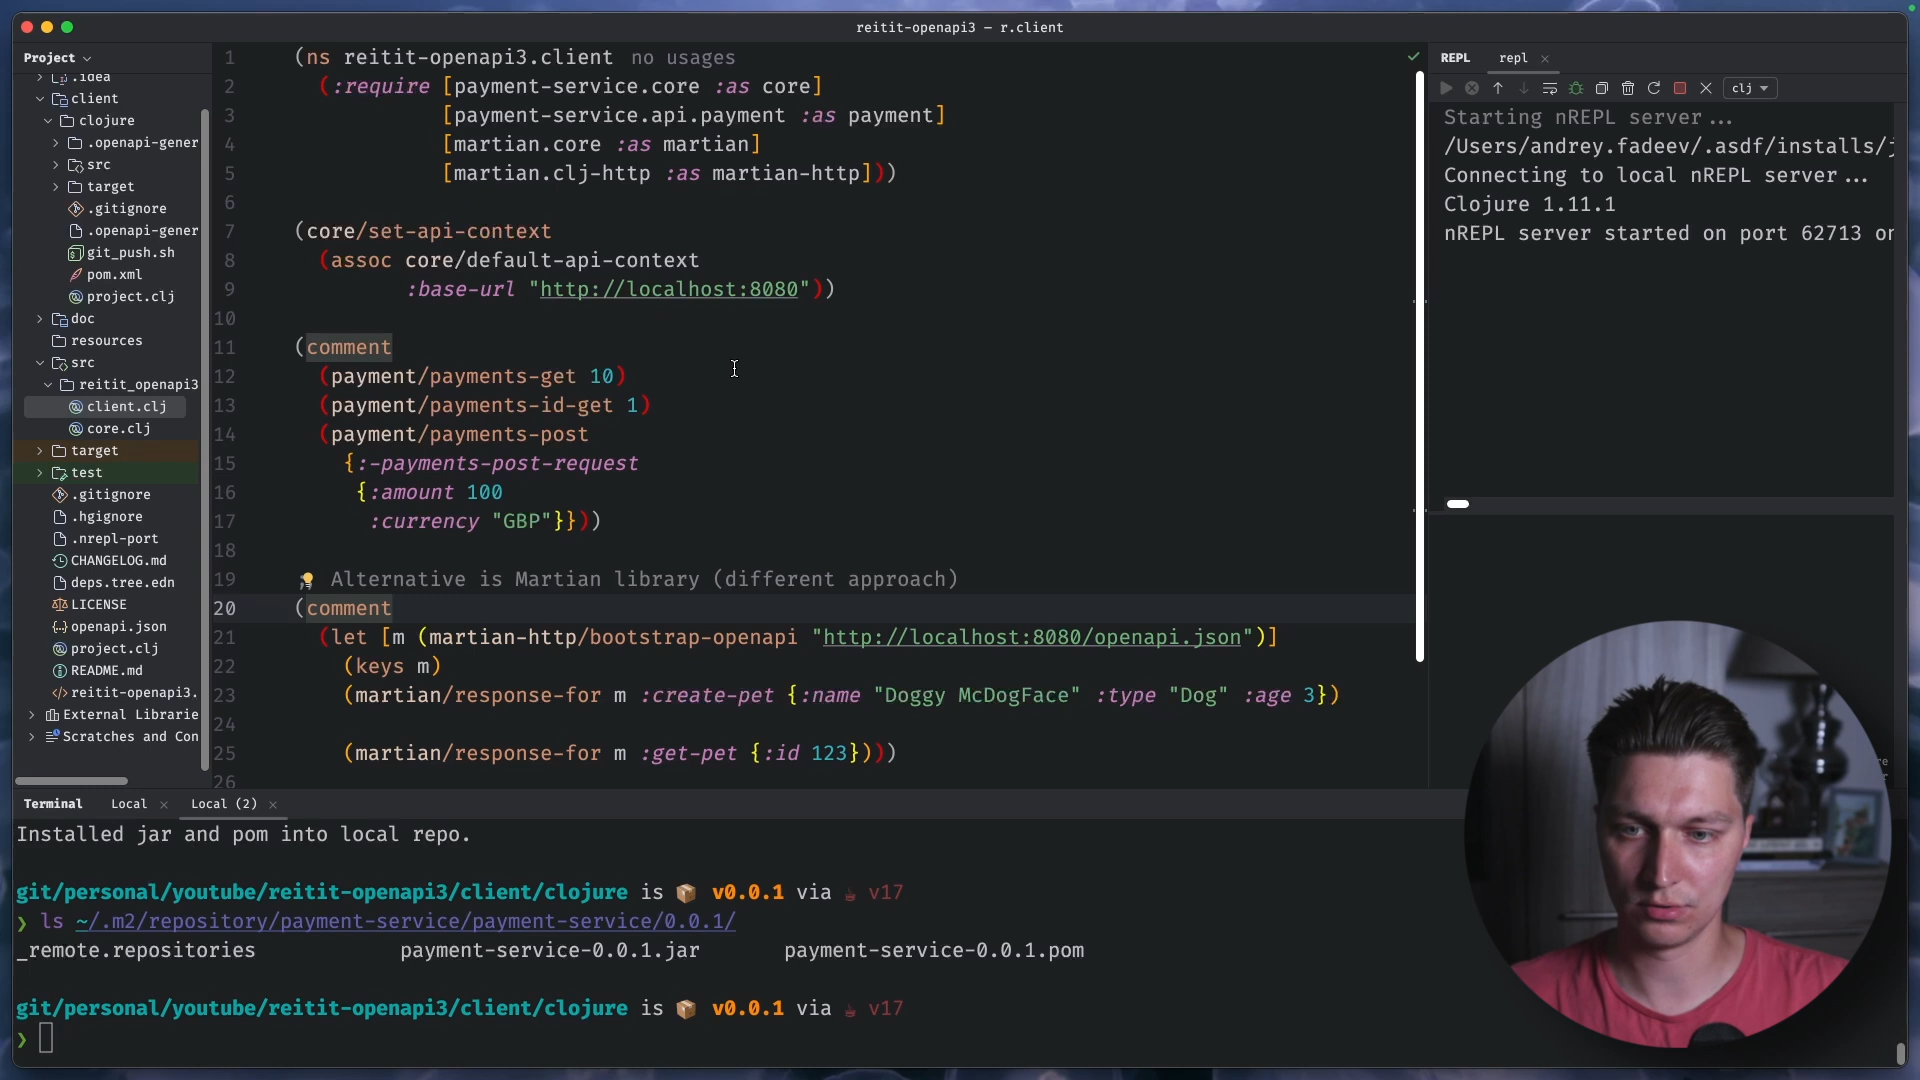 reitit-openapi3 – r.client
Project
.idea
client
clojure
.openapi-gener
src
target
.gitignore
.openapi-gener
git_push.sh
pom.xml
project.clj
doc
resources
src
reitit_openapi3
client.clj
core.clj
target
test
.gitignore
.hgignore
.nrepl-port
CHANGELOG.md
deps.tree.edn
LICENSE
openapi.json
project.clj
README.md
reitit-openapi3.
External Librarie
Scratches and Con
1 (ns reitit-openapi3.client no usages
2 (:require [payment-service.core :as core]
3 [payment-service.api.payment :as payment]
4 [martian.core :as martian]
5 [martian.clj-http :as martian-http]))
6
7 (core/set-api-context
8 (assoc core/default-api-context
9 :base-url "http://localhost:8080"))
10
11 (comment
12 (payment/payments-get 10)
13 (payment/payments-id-get 1)
14 (payment/payments-post
15 {:-payments-post-request
16 {:amount 100
17 :currency "GBP"}}))
18
19 ; Alternative is Martian library (different approach)
20 (comment
21 (let [m (martian-http/bootstrap-openapi "http://localhost:8080/openapi.json")]
22 (keys m)
23 (martian/response-for m :create-pet {:name "Doggy McDogFace" :type "Dog" :age 3})
24
25 (martian/response-for m :get-pet {:id 123})))
26
REPL repl
clj
Starting nREPL server...
/Users/andrey.fadeev/.asdf/installs/j
Connecting to local nREPL server...
Clojure 1.11.1
nREPL server started on port 62713 on
Terminal Local Local (2)
Installed jar and pom into local repo.
git/personal/youtube/reitit-openapi3/client/clojure is 📦 v0.0.1 via ☕ v17
❯ ls ~/.m2/repository/payment-service/payment-service/0.0.1/
_remote.repositories payment-service-0.0.1.jar payment-service-0.0.1.pom
git/personal/youtube/reitit-openapi3/client/clojure is 📦 v0.0.1 via ☕ v17
❯